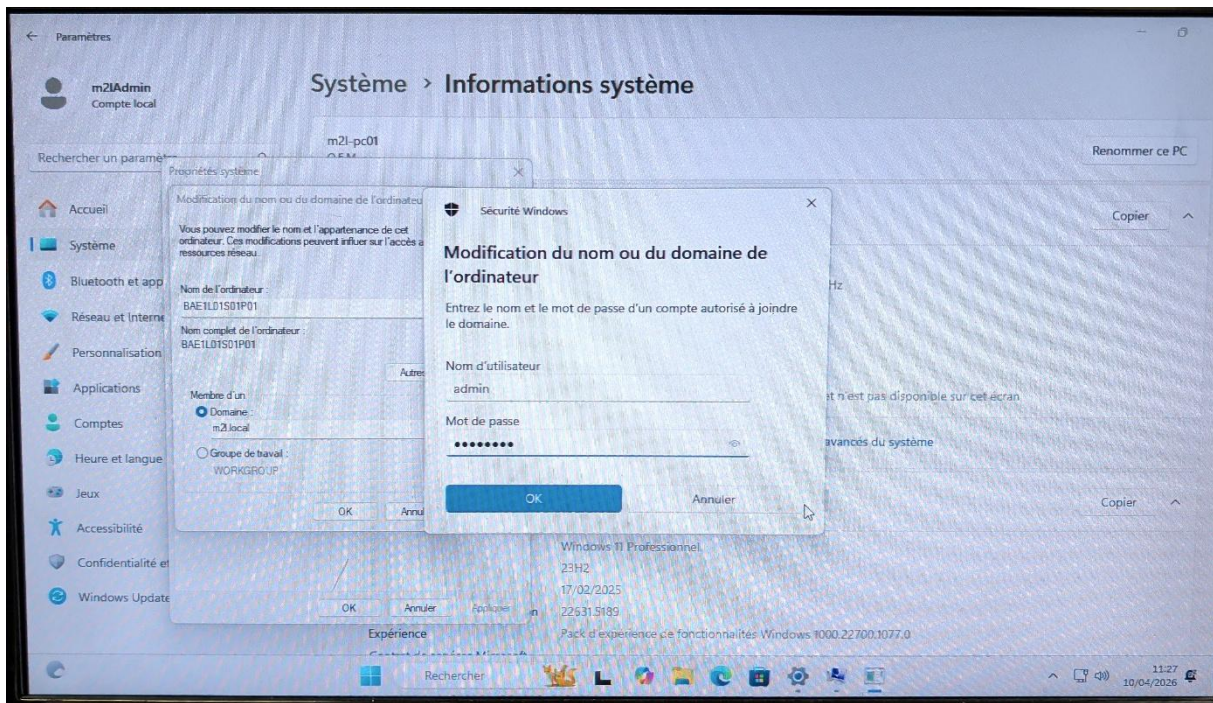 Paramètres
m2lAdmin
Compte local
Système > Informations système
m2l-pc01
Renommer ce PC
Rechercher un
Propriétés système
Modification du nom ou du domaine de
Vous pouvez modifier le nom et l'appartenance de cet
ordinateur. Ces modifications peuvent influer sur l'accès a
ressources réseau.
Nom de l'ordinateur :
BAE1L01S01P01
Nom complet de l'ordinateur :
BAE1L01S01P01
Membre d'un
Domaine :
m2l.local
Groupe de travail :
WORKGROUP
OK
OK
Annuler
Appliquer
Sécurité Windows
Modification du nom ou du domaine de
l'ordinateur
Entrez le nom et le mot de passe d'un compte autorisé à joindre
le domaine.
Nom d'utilisateur
admin
Mot de passe
••••••••
OK
Annuler
Accueil
Système
Bluetooth et app
Réseau et Interne
Personnalisation
Applications
Comptes
Heure et langue
Jeux
Accessibilité
Confidentialité et
Windows Update
Copier
Hz
et n'est pas disponible sur cet écran
avancés du système
Copier
Windows 11 Professionnel
23H2
17/02/2025
22631.5189
Expérience
Pack d'expérience de fonctionnalités Windows 1000.22700.1077.0
Rechercher
11:27
10/04/2026